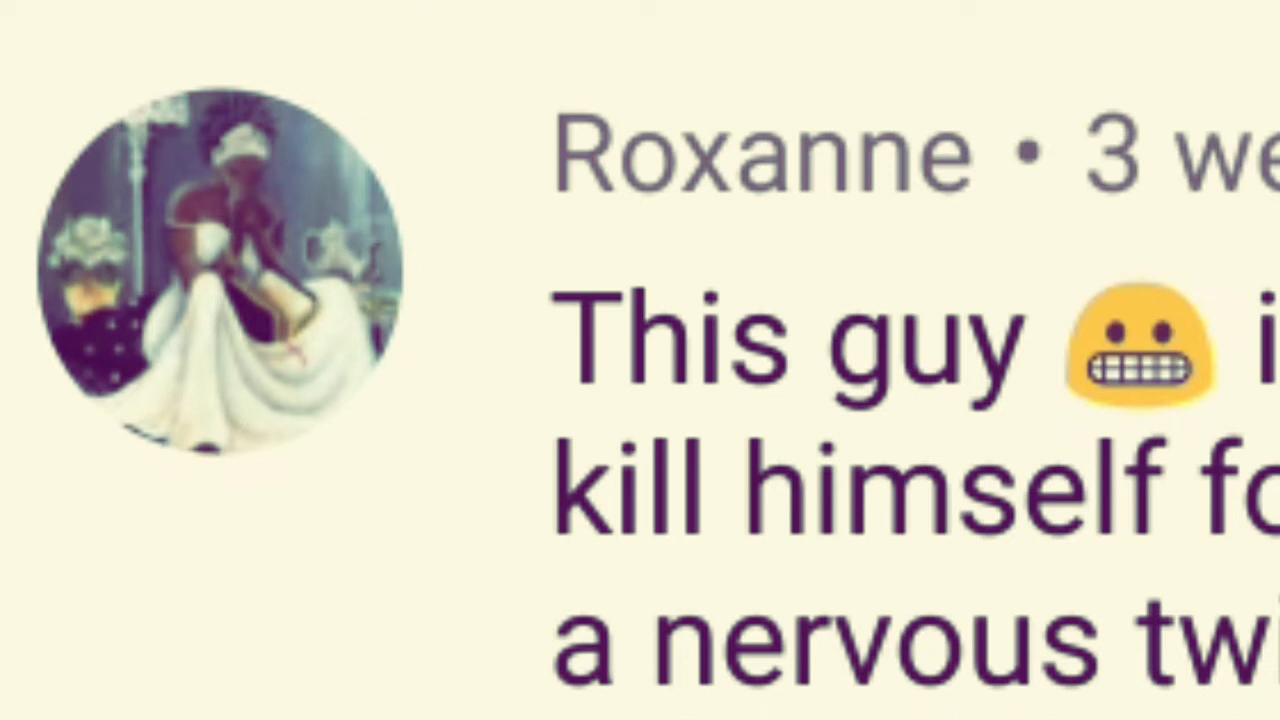 Roxanne • 3
This guy 😬
kill himself
a nervous